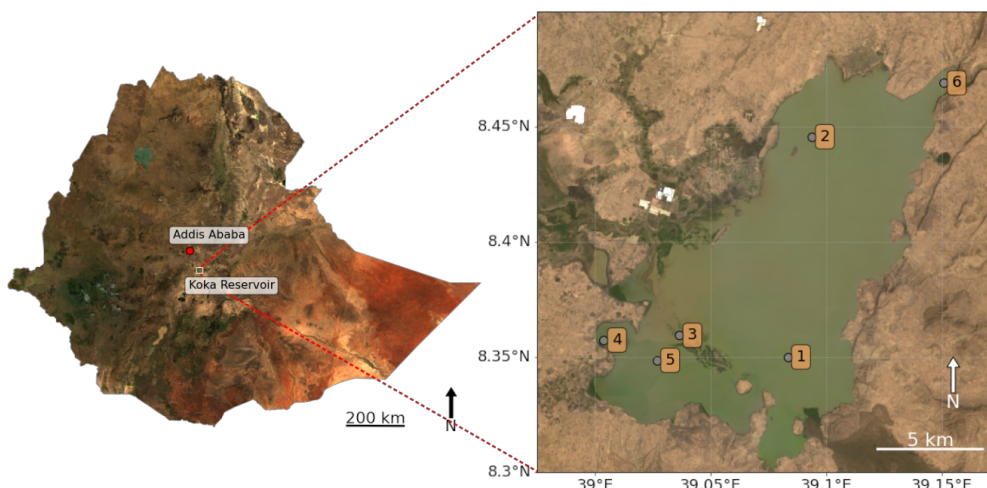 Addis Ababa
Koka Reservoir
200 km
N
8.45°N
8.4°N
8.35°N
8.3°N
39°E
39.05°E
39.1°E
39.15°E
6
2
3
4
5
1
N
5 km